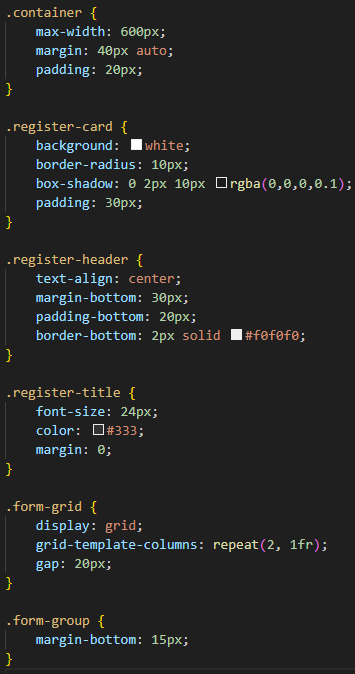 .container {
    max-width: 600px;
    margin: 40px auto;
    padding: 20px;
}

.register-card {
    background: white;
    border-radius: 10px;
    box-shadow: 0 2px 10px rgba(0,0,0,0.1);
    padding: 30px;
}

.register-header {
    text-align: center;
    margin-bottom: 30px;
    padding-bottom: 20px;
    border-bottom: 2px solid #f0f0f0;
}

.register-title {
    font-size: 24px;
    color: #333;
    margin: 0;
}

.form-grid {
    display: grid;
    grid-template-columns: repeat(2, 1fr);
    gap: 20px;
}

.form-group {
    margin-bottom: 15px;
}